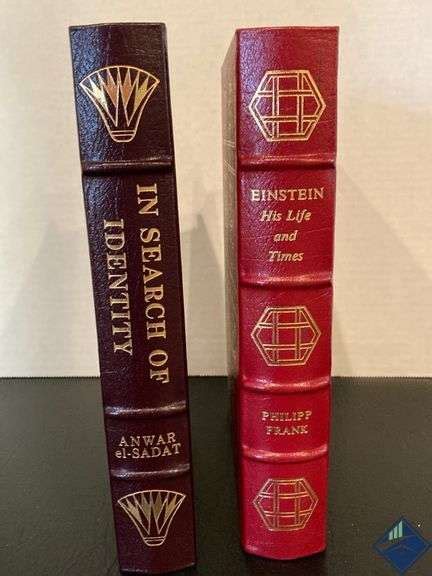 IN SEARCH OF
IDENTITY
ANWAR
el-SADAT
EINSTEIN
His Life
and
Times
PHILIPP
FRANK